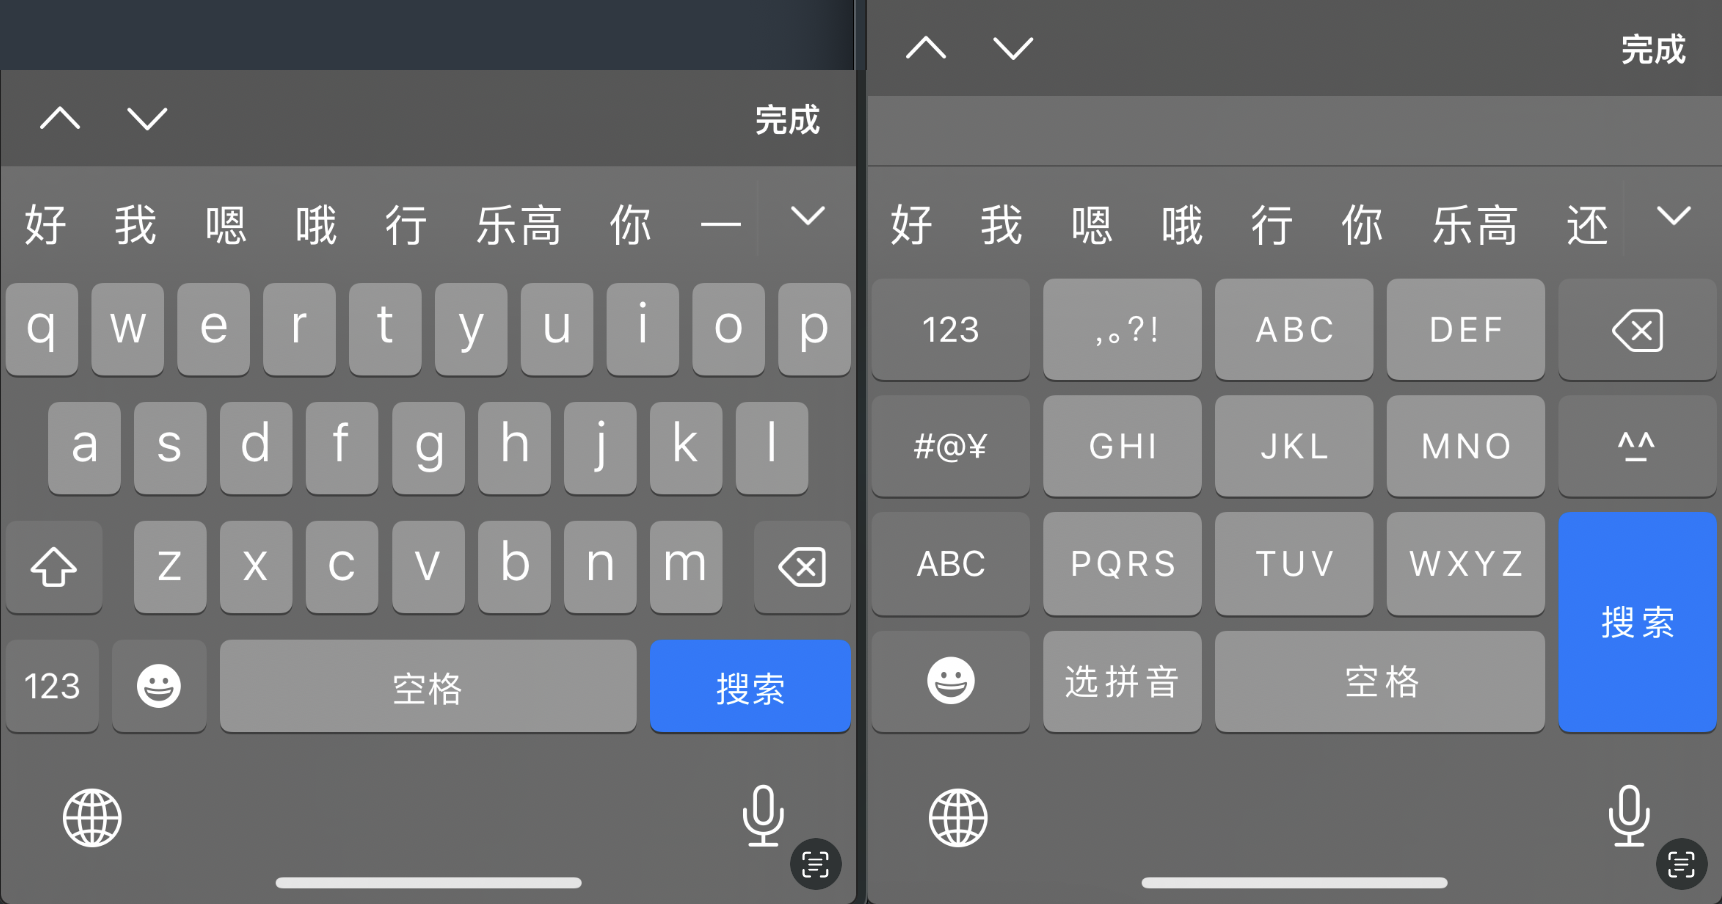 完成
好 我 嗯 哦 行 乐高 你 一
q w e r t y u i o p
a s d f g h j k l
z x c v b n m
123 空格 搜索
完成
好 我 嗯 哦 行 你 乐高 还
123 ,。?! ABC DEF
#@¥ GHI JKL MNO ^_^
ABC PQRS TUV WXYZ 搜索
选拼音 空格